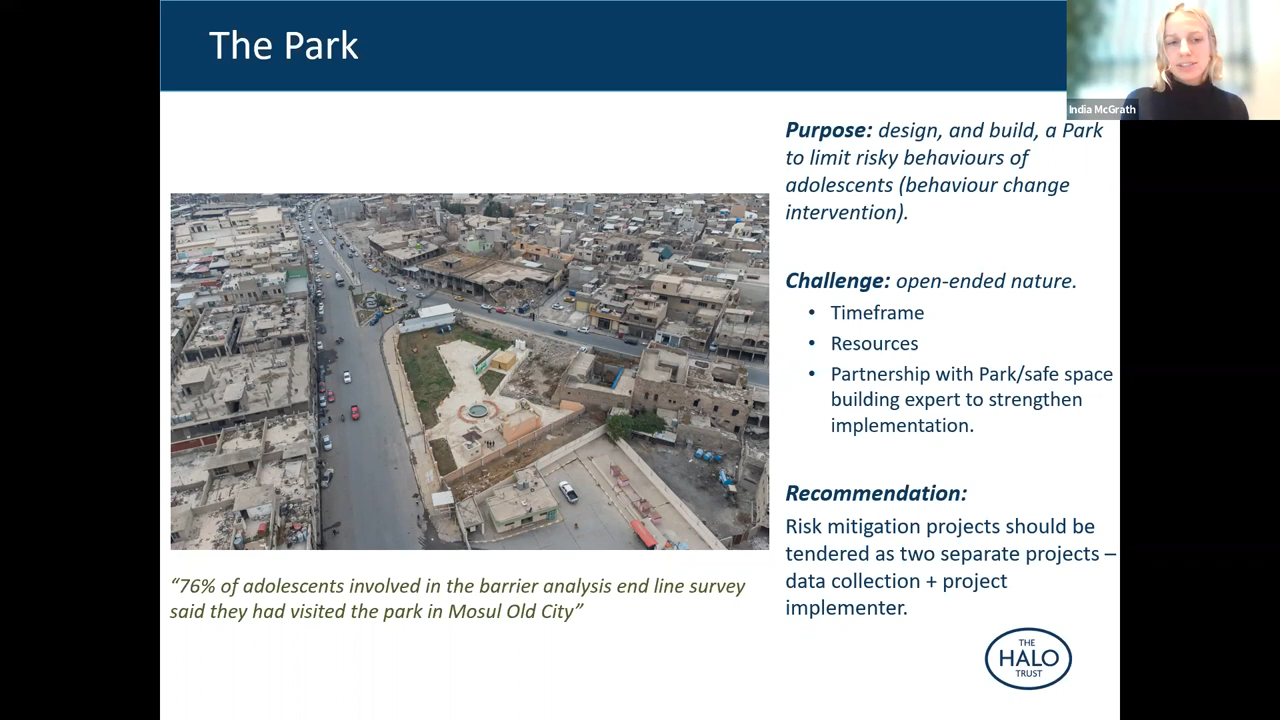 The Park
India McGrath
Purpose: design, and build, a Park
to limit risky behaviours of
adolescents (behaviour change
intervention).
Challenge: open-ended nature.
• Timeframe
• Resources
• Partnership with Park/safe space
building expert to strengthen
implementation.
Recommendation:
Risk mitigation projects should be
tendered as two separate projects –
data collection + project
implementer.
“76% of adolescents involved in the barrier analysis end line survey
said they had visited the park in Mosul Old City”
THE
HALO
TRUST